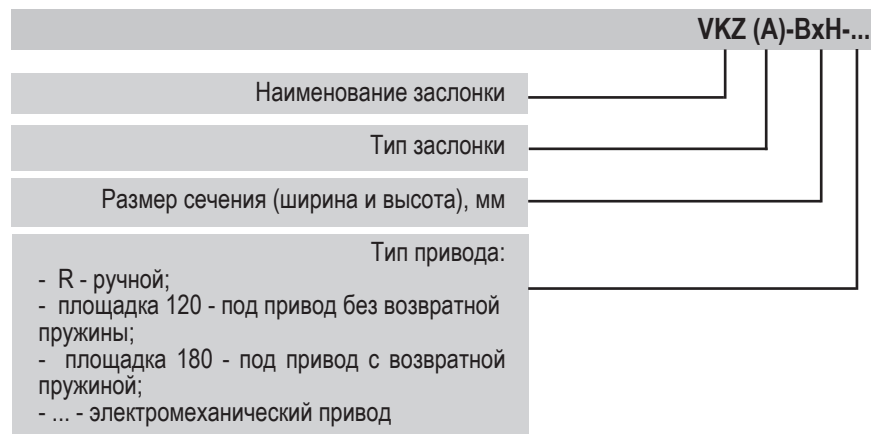 VKZ (A)-BxH-...
Наименование заслонки
Тип заслонки
Размер сечения (ширина и высота), мм
Тип привода:
- R - ручной;
- площадка 120 - под привод без возвратной
пружины;
- площадка 180 - под привод с возвратной
пружиной;
- ... - электромеханический привод